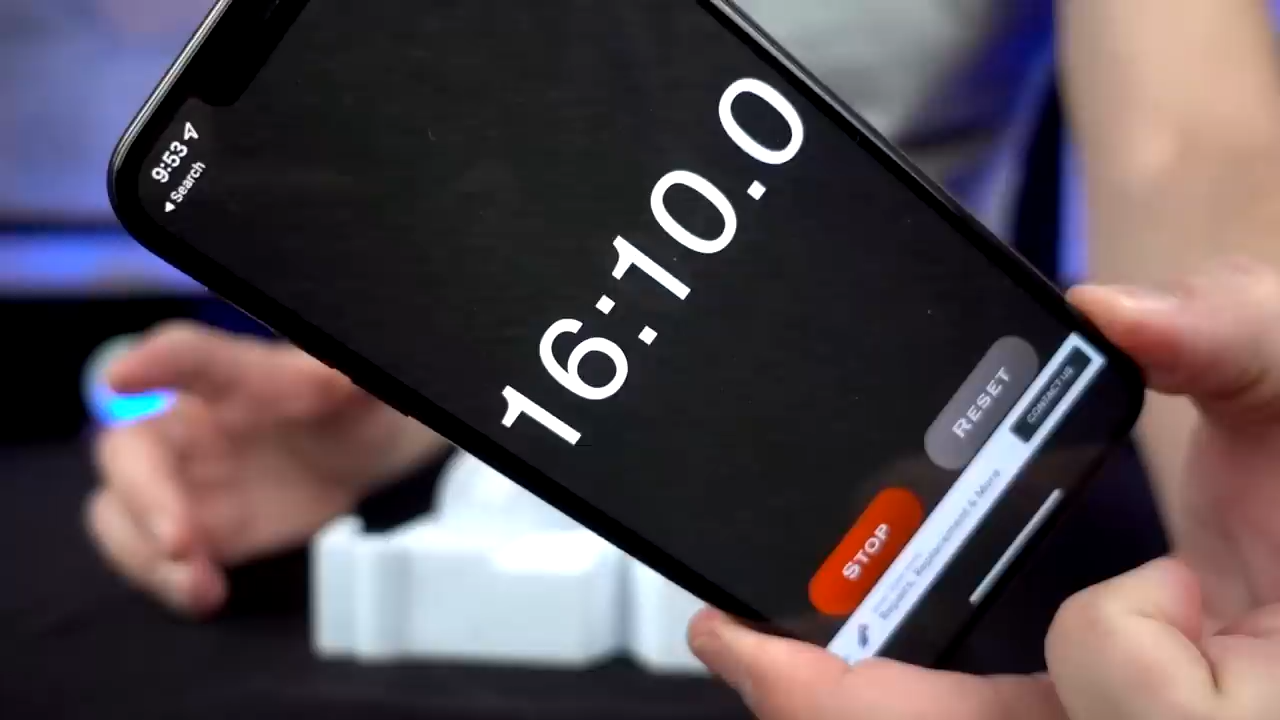 9:53
◀ Search
16:10.0
STOP
RESET
Repairs, Replacement & More
CONTACT US